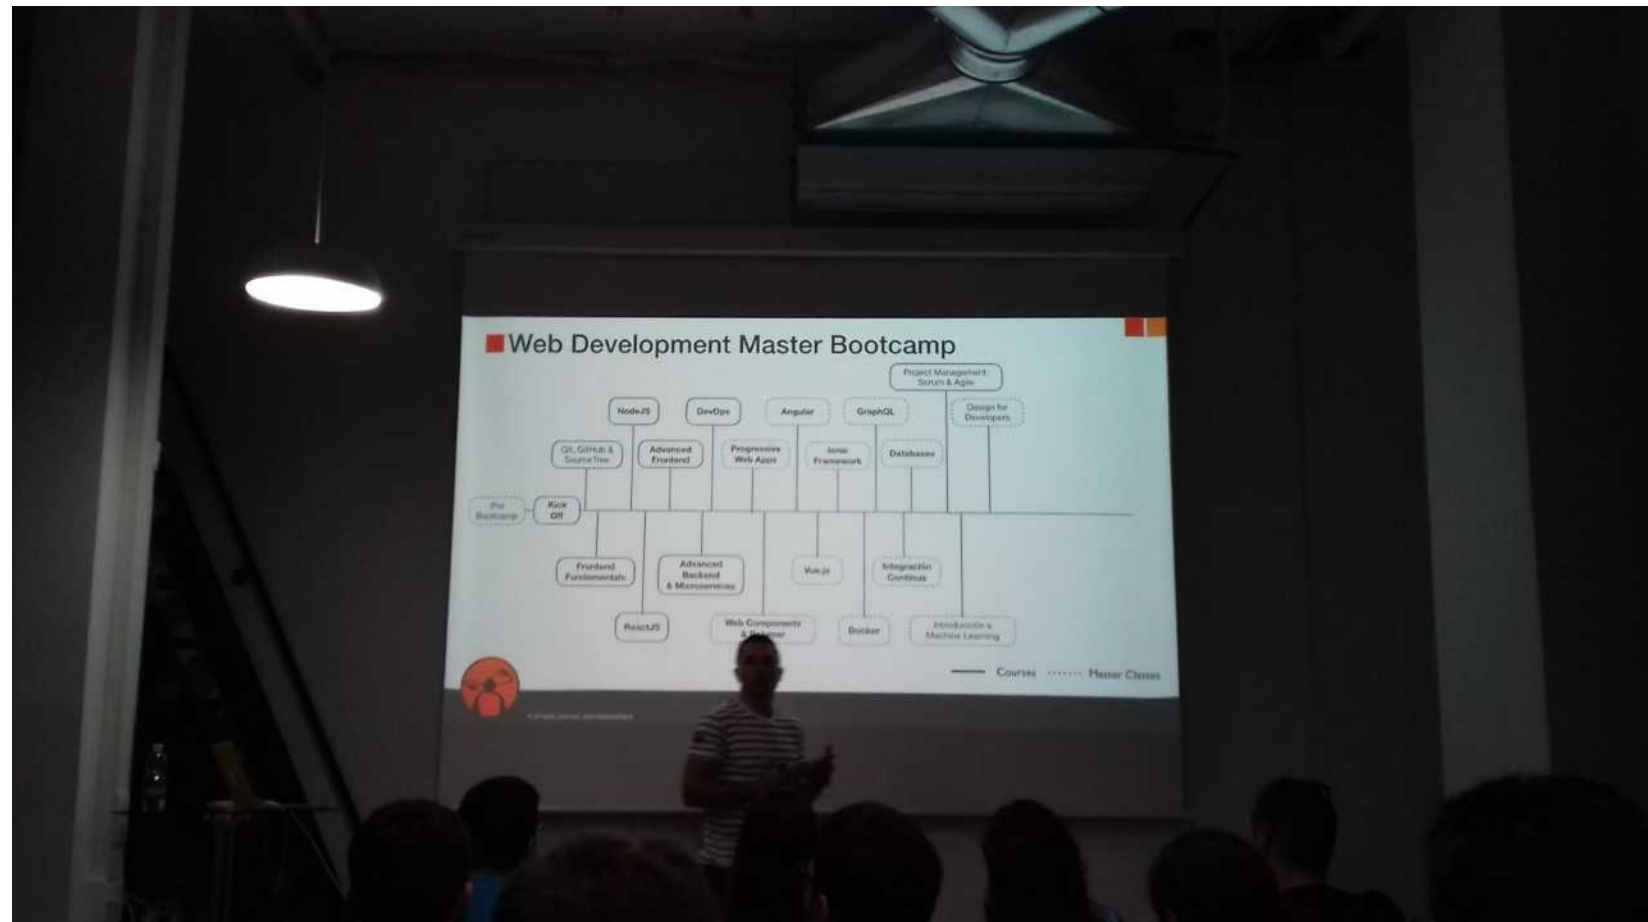 Web Development Master Bootcamp
Project Management
Scrum & Agile
NodeJS
DevOps
Angular
GraphQL
Design for
Developers
Git, GitHub &
SourceTree
Advanced
Frontend
Progressive
Web Apps
Ionic
Framework
Databases
Pre
Bootcamp
Kick
Off
Frontend
Fundamentals
Advanced
Backend
& Microservices
Vue.js
Integración
Continua
ReactJS
Web Components
&
Docker
Introducción a
Machine Learning
Courses
Master Classes